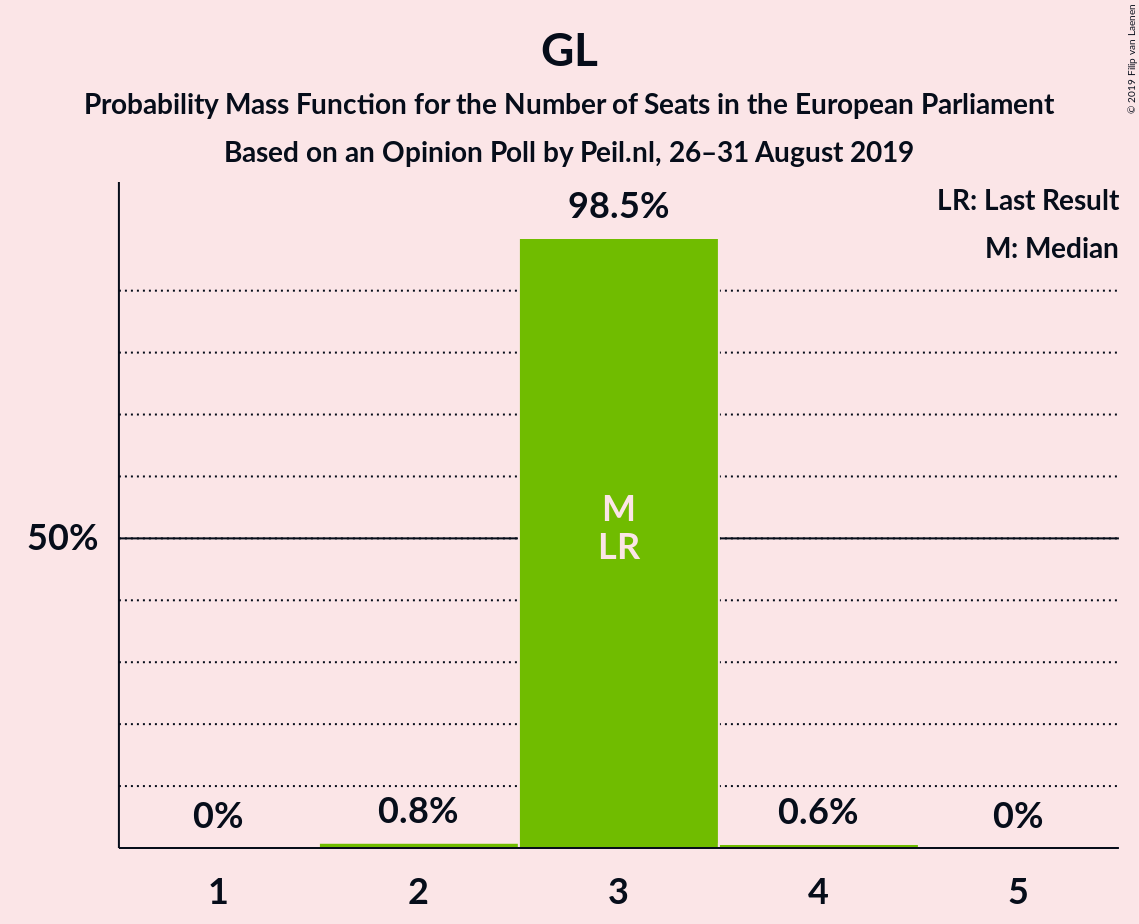 GL
Probability Mass Function for the Number of Seats in the European Parliament
Based on an Opinion Poll by Peil.nl, 26–31 August 2019
© 2019 Filip van Laenen
LR: Last Result
M: Median
98.5%
50%
M
LR
0%
0.8%
0.6%
0%
1
2
3
4
5